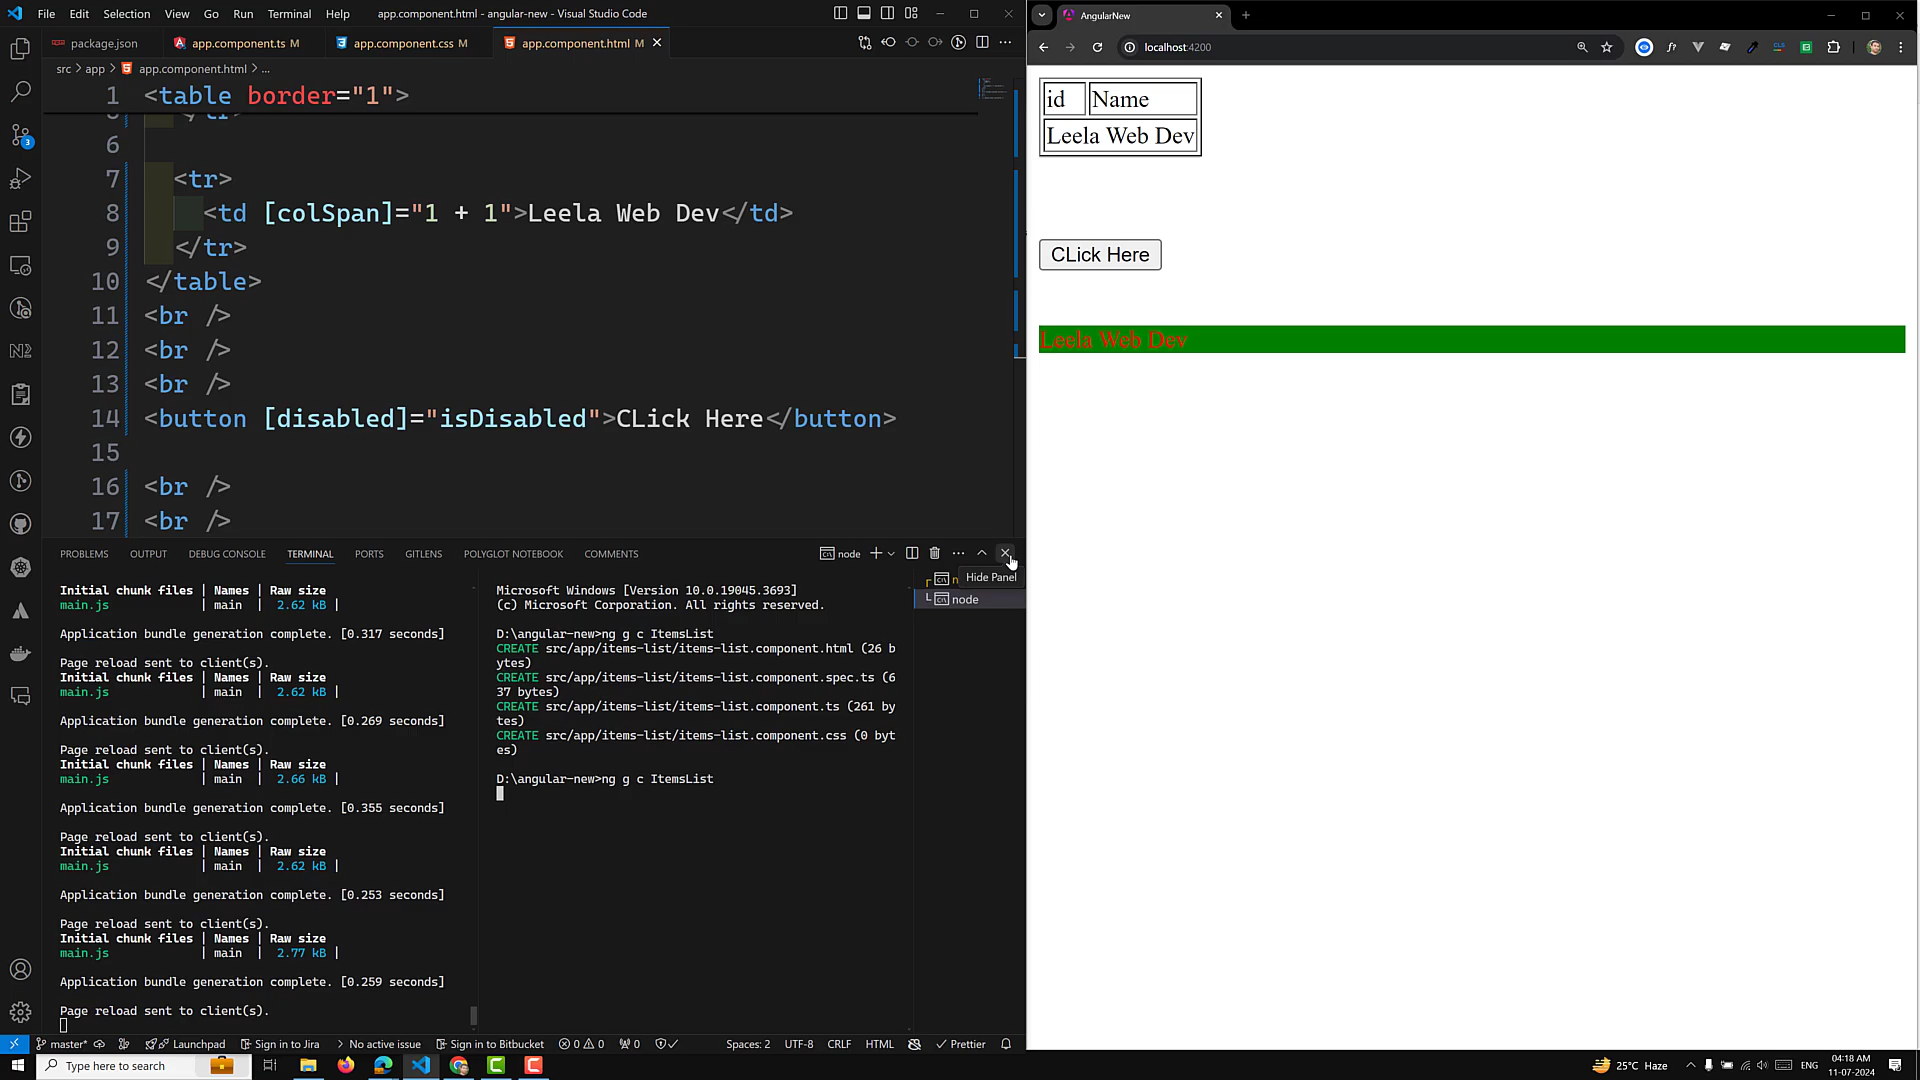 File Edit Selection View Go Run Terminal Help app.component.html - angular-new - Visual Studio Code
package.json app.component.ts M app.component.css M app.component.html M
src > app > app.component.html > ...
1 <table border="1">
</tr>
6
7 <tr>
8 <td [colSpan]="1 + 1">Leela Web Dev</td>
9 </tr>
10 </table>
11 <br />
12 <br />
13 <br />
14 <button [disabled]="isDisabled">CLick Here</button>
15
16 <br />
17 <br />
PROBLEMS OUTPUT DEBUG CONSOLE TERMINAL PORTS GITLENS POLYGLOT NOTEBOOK COMMENTS
node
Hide Panel
node
Initial chunk files | Names | Raw size
main.js | main | 2.62 kB |
Application bundle generation complete. [0.317 seconds]
Page reload sent to client(s).
Initial chunk files | Names | Raw size
main.js | main | 2.62 kB |
Application bundle generation complete. [0.269 seconds]
Page reload sent to client(s).
Initial chunk files | Names | Raw size
main.js | main | 2.66 kB |
Application bundle generation complete. [0.355 seconds]
Page reload sent to client(s).
Initial chunk files | Names | Raw size
main.js | main | 2.62 kB |
Application bundle generation complete. [0.253 seconds]
Page reload sent to client(s).
Initial chunk files | Names | Raw size
main.js | main | 2.77 kB |
Application bundle generation complete. [0.259 seconds]
Page reload sent to client(s).
Microsoft Windows [Version 10.0.19045.3693]
(c) Microsoft Corporation. All rights reserved.
D:\angular-new>ng g c ItemsList
CREATE src/app/items-list/items-list.component.html (26 b
ytes)
CREATE src/app/items-list/items-list.component.spec.ts (6
37 bytes)
CREATE src/app/items-list/items-list.component.ts (261 by
tes)
CREATE src/app/items-list/items-list.component.css (0 byt
es)
D:\angular-new>ng g c ItemsList
master* Launchpad Sign in to Jira No active issue Sign in to Bitbucket 0 0 0 Spaces: 2 UTF-8 CRLF HTML Prettier
AngularNew
localhost:4200
id Name
Leela Web Dev
CLick Here
Leela Web Dev
Type here to search
25°C Haze ENG 04:18 AM
11-07-2024